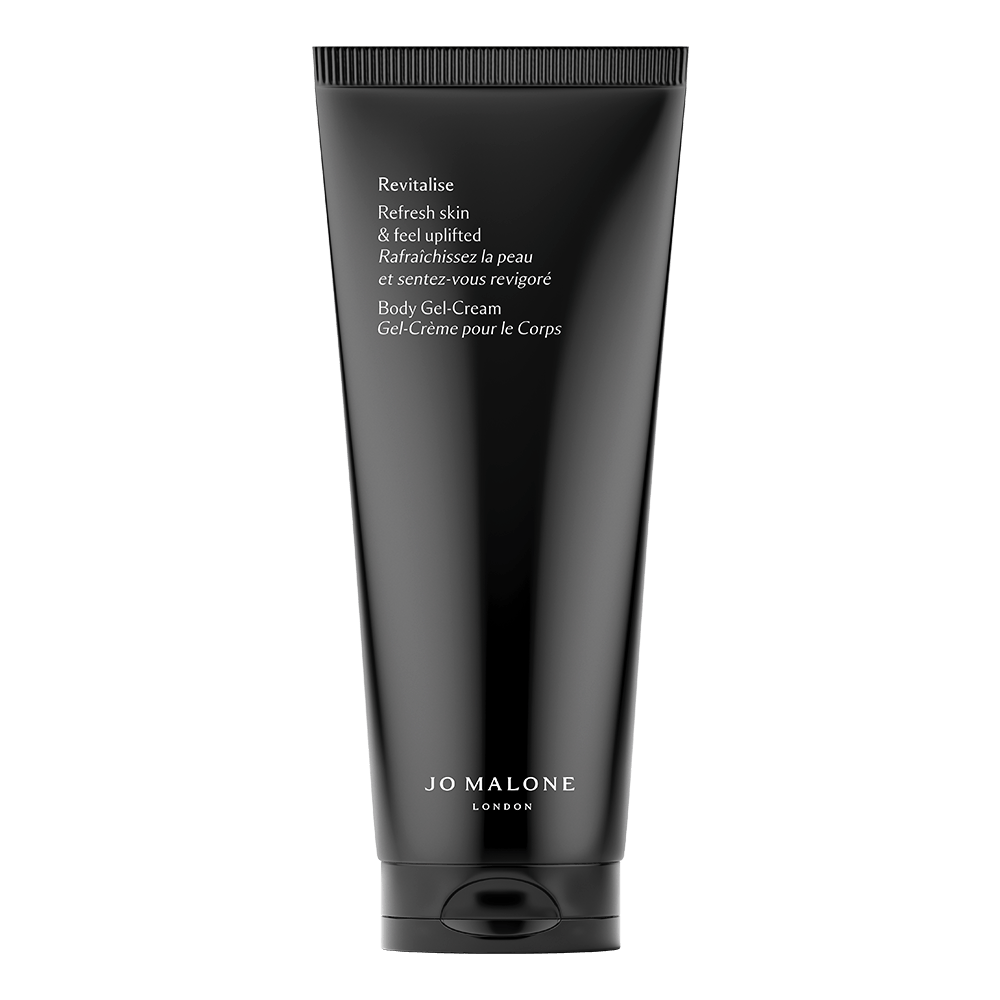 Revitalise
Refresh skin
& feel uplifted
Rafraîchissez la peau
et sentez-vous revigoré
Body Gel-Cream
Gel-Crème pour le Corps
JO MALONE
LONDON